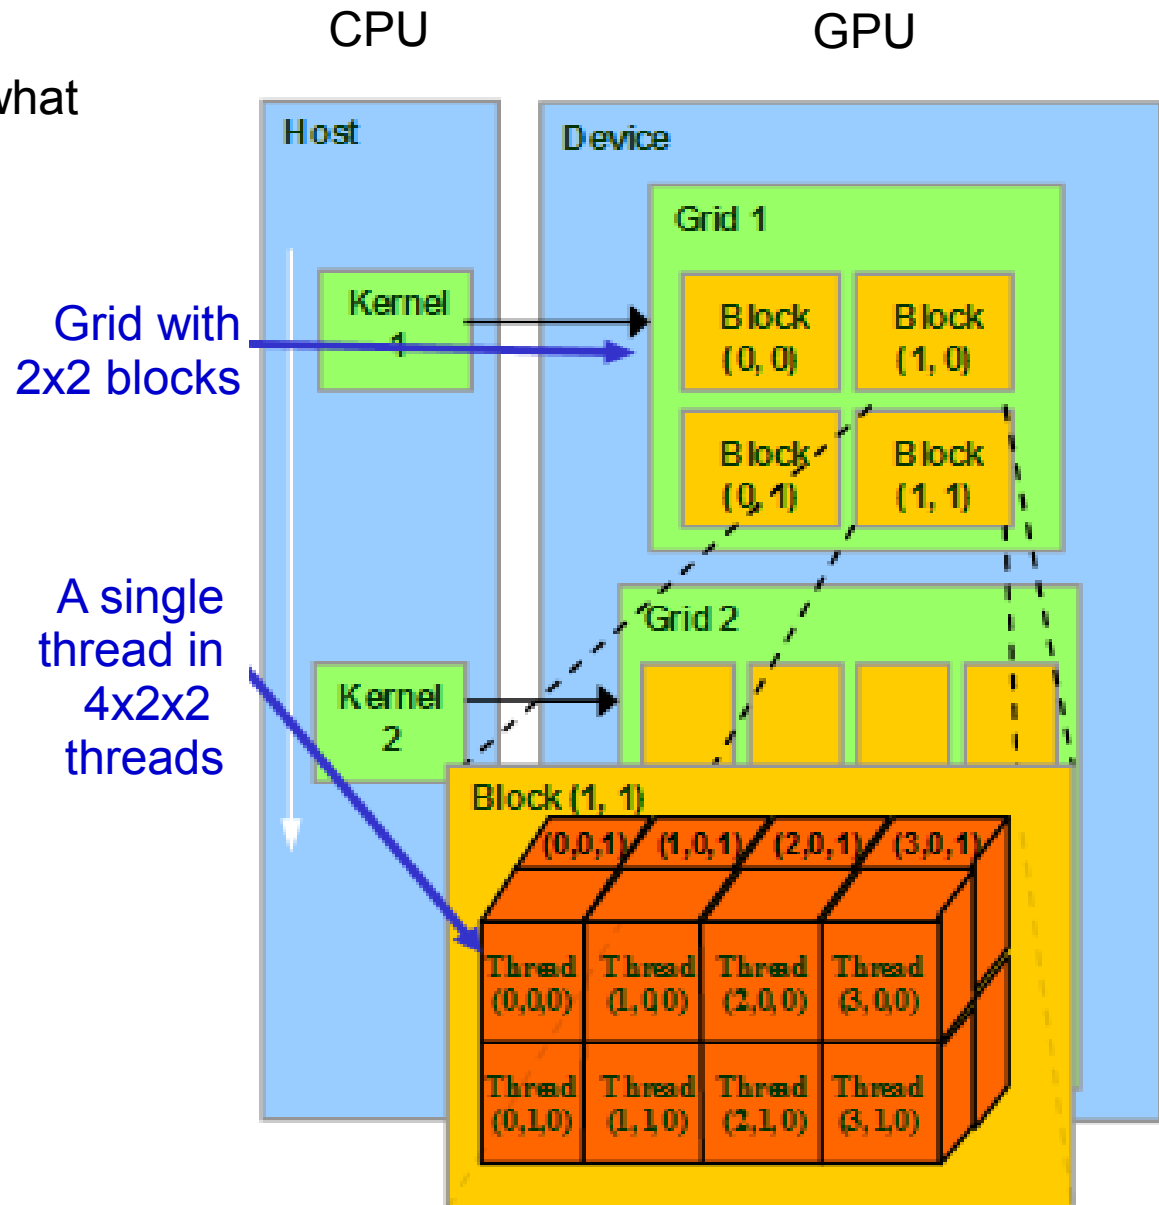 CPU
GPU
what
Host
Device
Grid 1
Kernel
1
Block
(0, 0)
Block
(1, 0)
Grid with
2x2 blocks
Block
(0, 1)
Block
(1, 1)
A single
thread in
4x2x2
threads
Grid 2
Kernel
2
Block (1, 1)
(0,0,1) (1,0,1) (2,0,1) (3,0,1)
Thread
(0,0,0)
Thread
(1,0,0)
Thread
(2,0,0)
Thread
(3,0,0)
Thread
(0,1,0)
Thread
(1,1,0)
Thread
(2,1,0)
Thread
(3,1,0)